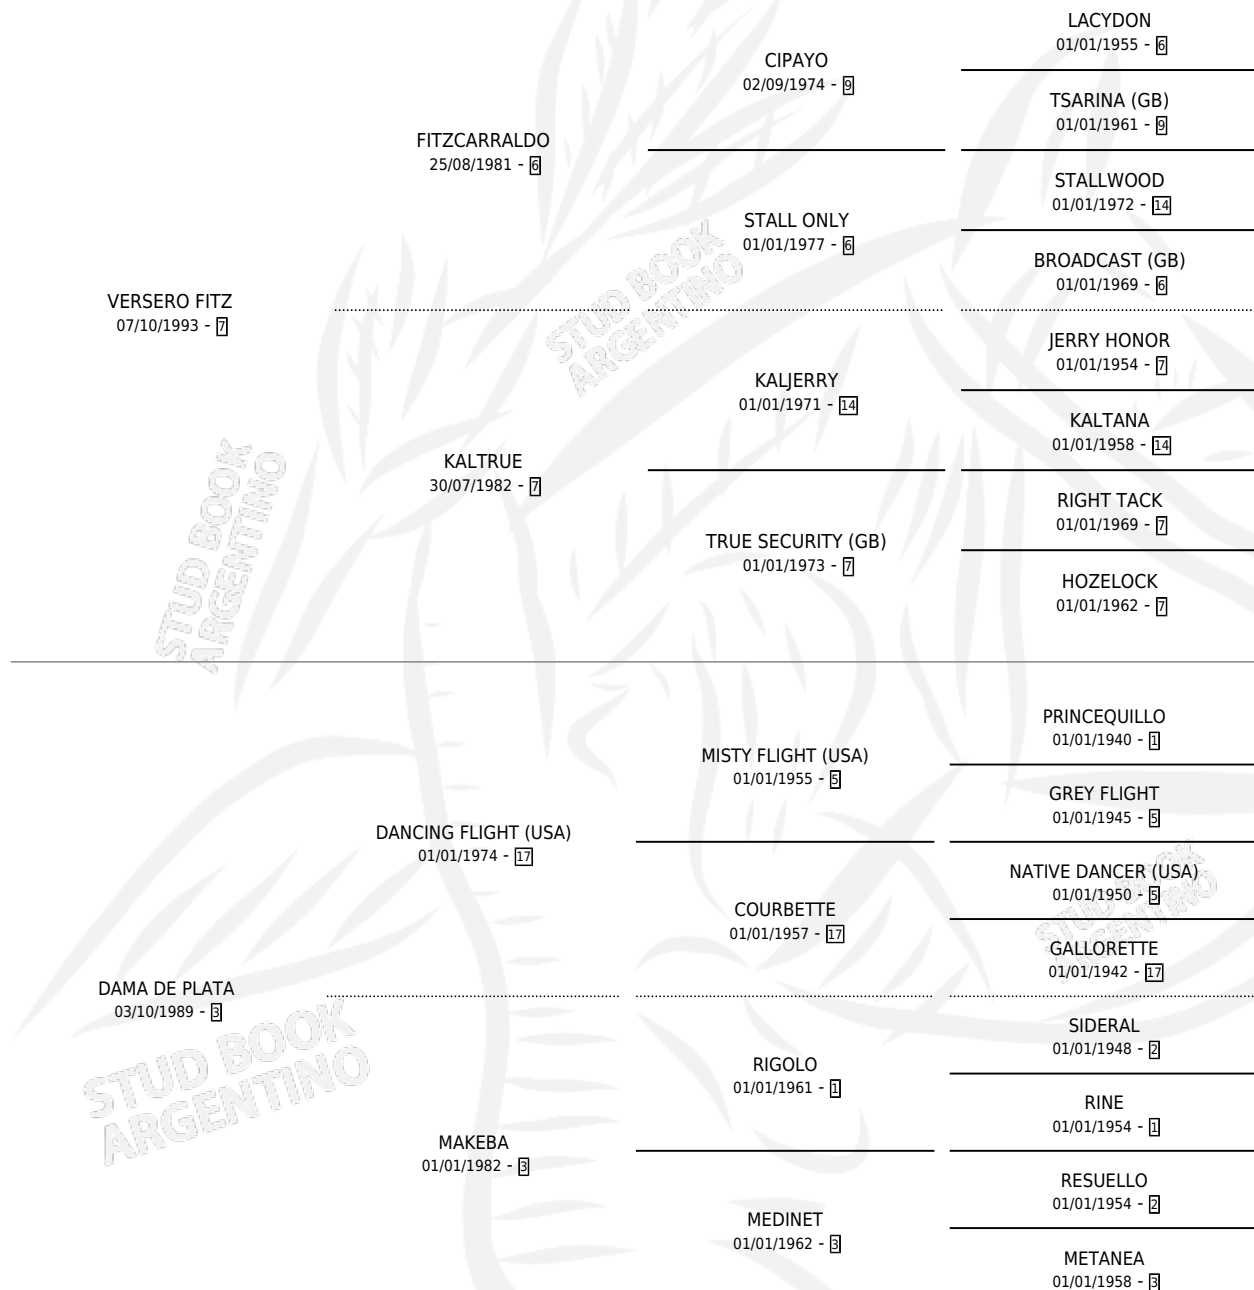 LACYDON
01/01/1955 - 6
CIPAYO
02/09/1974 - 9
TSARINA (GB)
01/01/1961 - 9
FITZCARRALDO
25/08/1981 - 6
STALLWOOD
01/01/1972 - 14
STALL ONLY
01/01/1977 - 6
BROADCAST (GB)
01/01/1969 - 6
VERSERO FITZ
07/10/1993 - 7
JERRY HONOR
01/01/1954 - 7
KALJERRY
01/01/1971 - 14
KALTANA
01/01/1958 - 14
KALTRUE
30/07/1982 - 7
RIGHT TACK
01/01/1969 - 7
TRUE SECURITY (GB)
01/01/1973 - 7
HOZELOCK
01/01/1962 - 7
PRINCEQUILLO
01/01/1940 - 1
MISTY FLIGHT (USA)
01/01/1955 - 5
GREY FLIGHT
01/01/1945 - 5
DANCING FLIGHT (USA)
01/01/1974 - 17
NATIVE DANCER (USA)
01/01/1950 - 5
COURBETTE
01/01/1957 - 17
GALLORETTE
01/01/1942 - 17
DAMA DE PLATA
03/10/1989 - 3
SIDERAL
01/01/1948 - 2
RIGOLO
01/01/1961 - 1
RINE
01/01/1954 - 1
MAKEBA
01/01/1982 - 3
RESUELLO
01/01/1954 - 2
MEDINET
01/01/1962 - 3
METANEA
01/01/1958 - 3
STUD BOOK
ARGENTINO
STUD BOOK
ARGENTINO
STUD BOOK
ARGENTINO
STUD BOOK
ARGENTINO